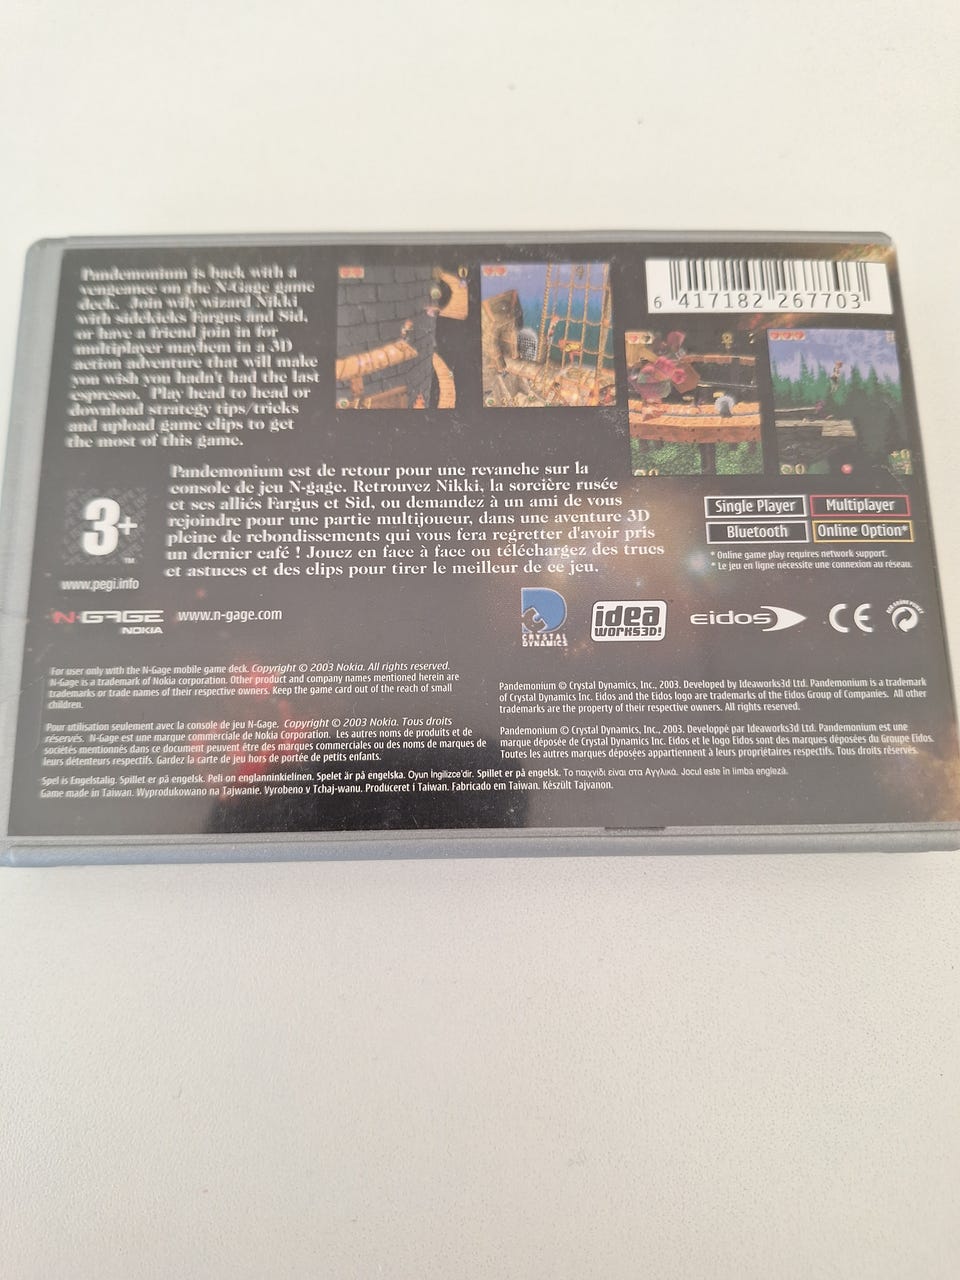 Pandemonium is back with a
vengeance on the N-Gage game
deck. Join wily wizard Nikki
with sidekicks Fargus and Sid,
or have a friend join in for
multiplayer mayhem in a 3D
action adventure that will make
you wish you hadn't had the last
espresso. Play head to head or
download strategy tips/tricks
and upload game clips to get
the most of this game.
6 417182 267703
Pandemonium est de retour pour une revanche sur la
console de jeu N-gage. Retrouvez Nikki, la sorcière rusée
et ses alliés Fargus et Sid, ou demandez à un ami de vous
rejoindre pour une partie multijoueur, dans une aventure 3D
pleine de rebondissements qui vous fera regretter d'avoir pris
un dernier café ! Jouez en face à face ou téléchargez des trucs
et astuces et des clips pour tirer le meilleur de ce jeu.
3+
TM
www.pegi.info
Single Player
Multiplayer
Bluetooth
Online Option*
* Online game play requires network support.
* Le jeu en ligne nécessite une connexion au réseau.
N-GAGE
NOKIA
www.n-gage.com
CRYSTAL
DYNAMICS
idea
WORKS3D!
eidos
CE
For user only with the N-Gage mobile game deck. Copyright © 2003 Nokia. All rights reserved.
N-Gage is a trademark of Nokia corporation. Other product and company names mentioned herein are
trademarks or trade names of their respective owners. Keep the game card out of the reach of small
children.
Pour utilisation seulement avec la console de jeu N-Gage. Copyright © 2003 Nokia. Tous droits
réservés. N-Gage est une marque commerciale de Nokia Corporation. Les autres noms de produits et de
sociétés mentionnés dans ce document peuvent être des marques commerciales ou des noms de marques de
leurs détenteurs respectifs. Gardez la carte de jeu hors de portée de petits enfants.
Pandemonium © Crystal Dynamics, Inc., 2003. Developed by Ideaworks3d Ltd. Pandemonium is a trademark
of Crystal Dynamics Inc. Eidos and the Eidos logo are trademarks of the Eidos Group of Companies. All other
trademarks are the property of their respective owners. All rights reserved.
Pandemonium © Crystal Dynamics, Inc., 2003. Developpé par Ideaworks3d Ltd. Pandemonium est une
marque déposée de Crystal Dynamics Inc. Eidos et le logo Eidos sont des marques déposées du Groupe Eidos.
Toutes les autres marques déposées appartiennent à leurs propriétaires respectifs. Tous droits réservés.
Spel is Engelstalig. Spillet er på engelsk. Peli on englanninkielinen. Spelet är på engelska. Oyun İngilizce'dir. Spillet er på engelsk. Το παιχνίδι είναι στα Αγγλικά. Jocul este în limba engleză.
Game made in Taiwan. Wyprodukowano na Tajwanie. Vyrobeno v Tchaj-wanu. Produceret i Taiwan. Fabricado em Taiwan. Készült Tajvanon.